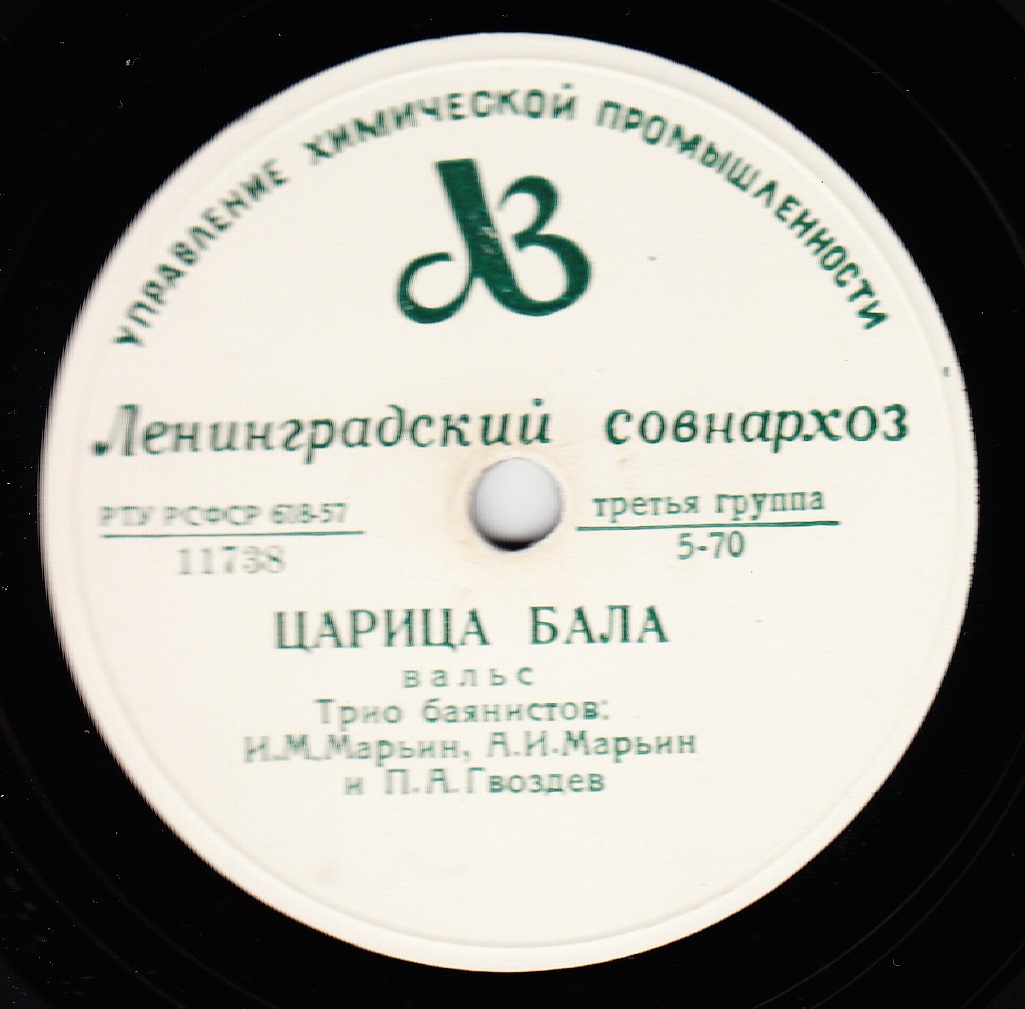 УПРАВЛЕНИЕ ХИМИЧЕСКОЙ ПРОМЫШЛЕННОСТИ
ЛЗ
Ленинградский совнархоз
РТУ РСФСР 618-57
11738
третья группа
5-70
ЦАРИЦА БАЛА
вальс
Трио баянистов:
И.М.Марьин, А.И.Марьин
и П.А.Гвоздев